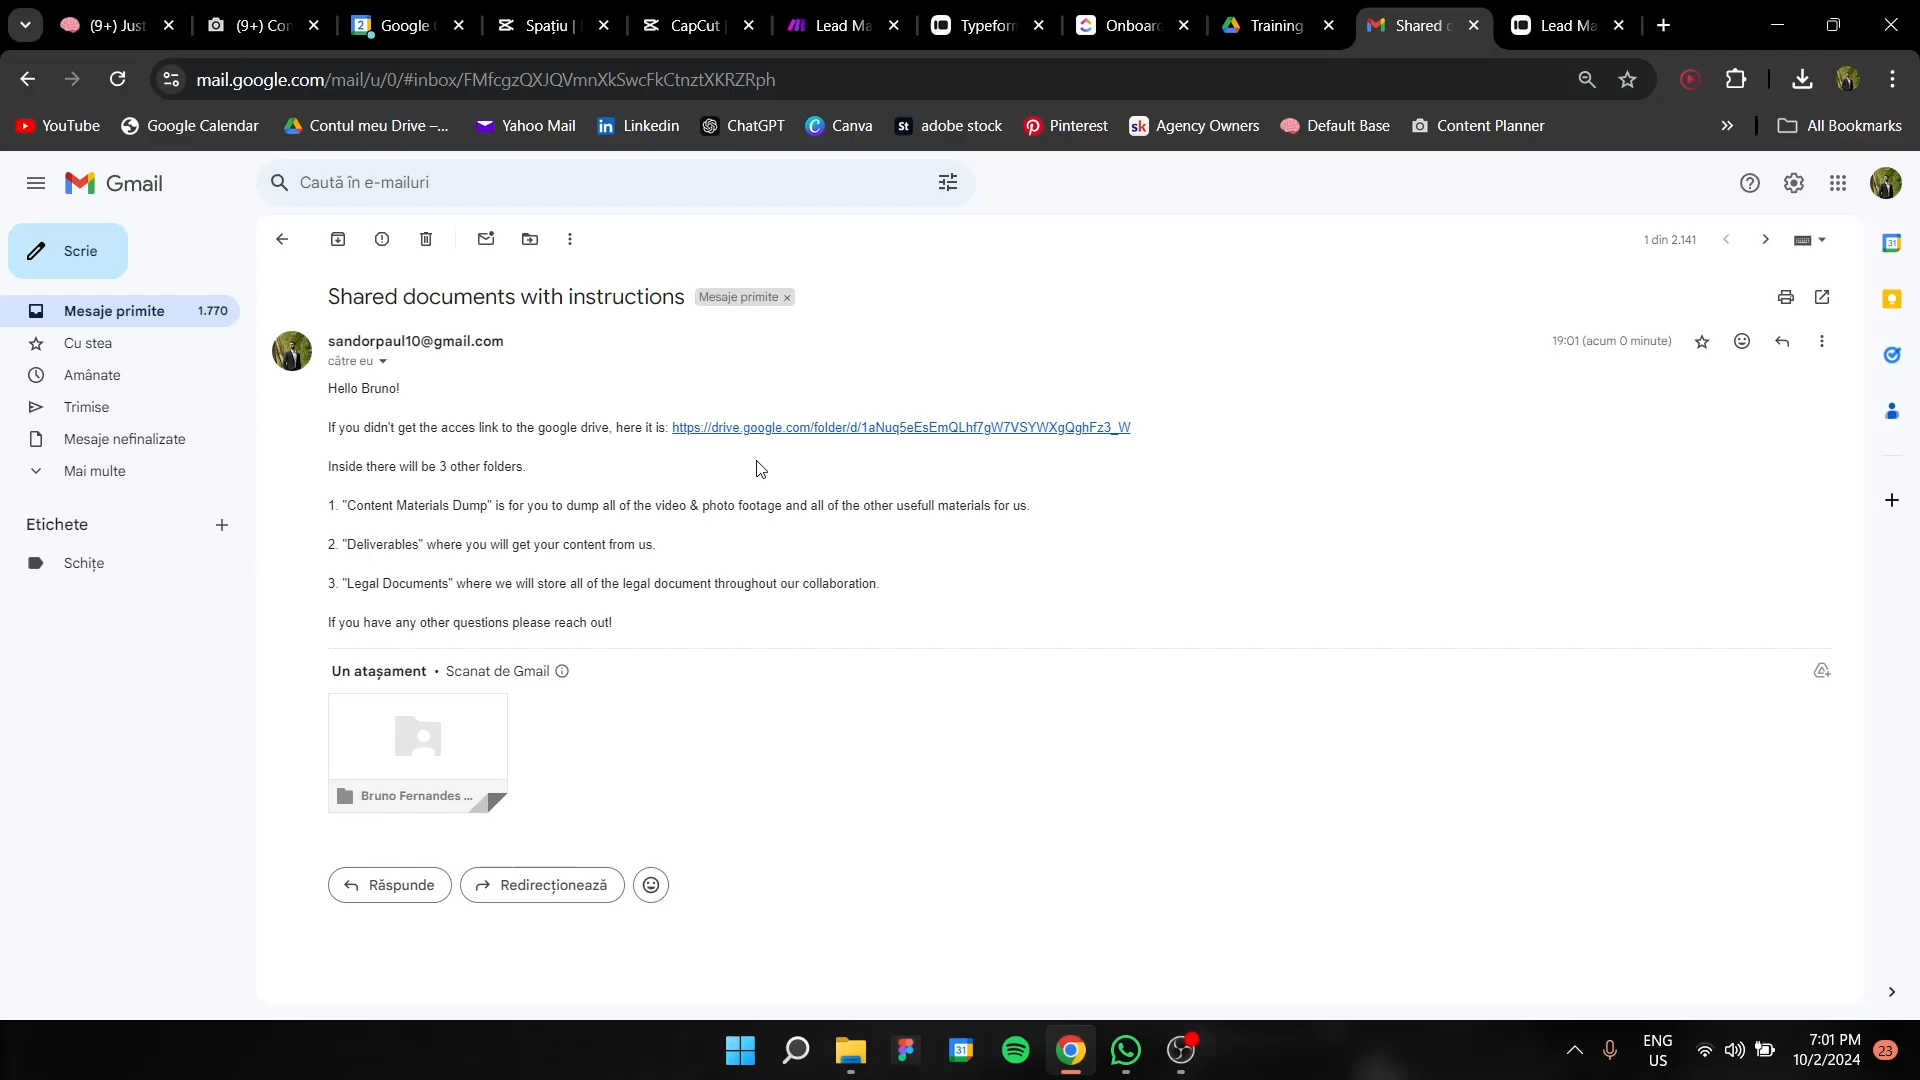 (9+) Just
(9+) Con
Google
Spațiu |
CapCut
Lead Ma
Typeform
Onboard
Training
Shared d
Lead Ma
mail.google.com/mail/u/0/#inbox/FMfcgzQXJQVmnXkSwcFkCtnztXKRZRph
YouTube
Google Calendar
Contul meu Drive –...
Yahoo Mail
Linkedin
ChatGPT
Canva
adobe stock
Pinterest
Agency Owners
Default Base
Content Planner
All Bookmarks
Gmail
Caută în e-mailuri
Scrie
1 din 2.141
Mesaje primite 1.770
Cu stea
Amânate
Trimise
Mesaje nefinalizate
Mai multe
Etichete
Schițe
Shared documents with instructions Mesaje primite
sandorpaul10@gmail.com
19:01 (acum 0 minute)
către eu
Hello Bruno!
If you didn't get the acces link to the google drive, here it is: https://drive.google.com/folder/d/1aNuq5eEsEmQLhf7gW7VSYWXgQghFz3_W
Inside there will be 3 other folders.
1. "Content Materials Dump" is for you to dump all of the video & photo footage and all of the other usefull materials for us.
2. "Deliverables" where you will get your content from us.
3. "Legal Documents" where we will store all of the legal document throughout our collaboration.
If you have any other questions please reach out!
Un atașament • Scanat de Gmail
Bruno Fernandes ...
Răspunde
Redirecționează
ENG
US
7:01 PM
10/2/2024
23